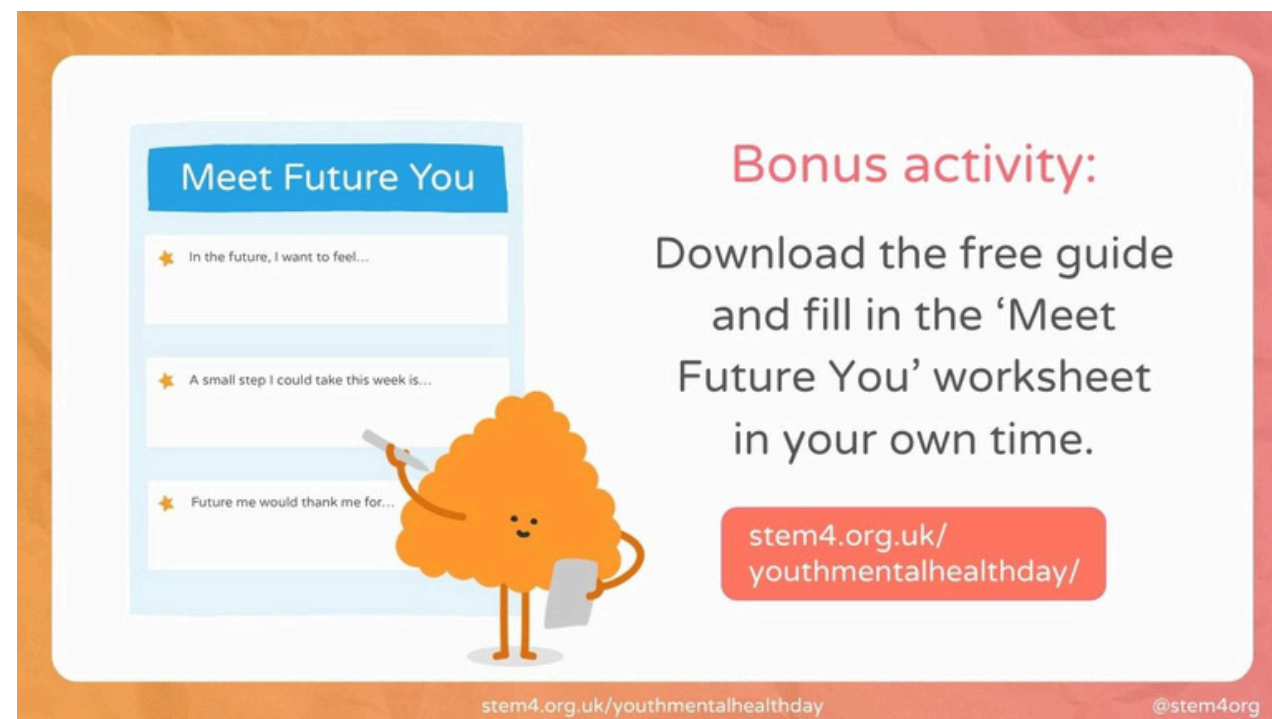 Meet Future You
In the future, I want to feel...
A small step I could take this week is...
Future me would thank me for...
Bonus activity:
Download the free guide
and fill in the ‘Meet
Future You’ worksheet
in your own time.
stem4.org.uk/
youthmentalhealthday/
stem4.org.uk/youthmentalhealthday
@stem4org